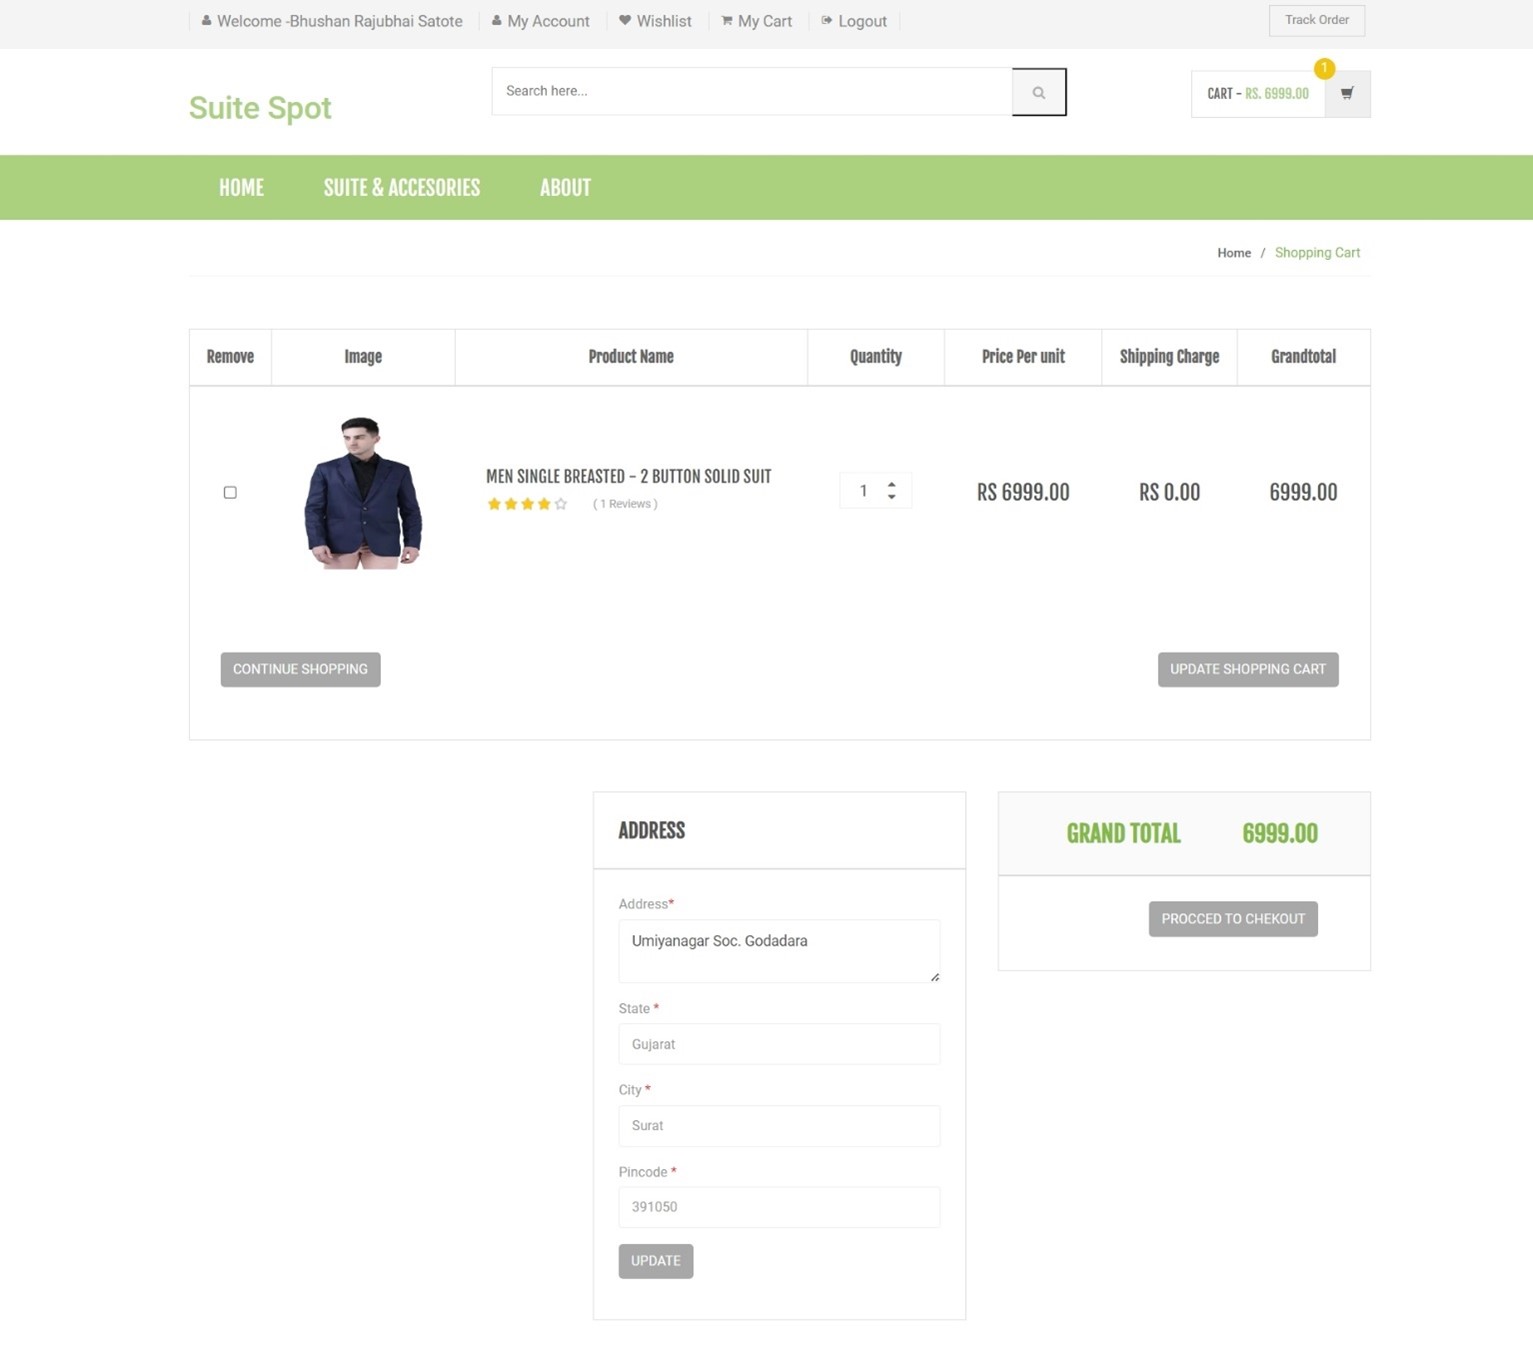 Welcome -Bhushan Rajubhai Satote My Account Wishlist My Cart Logout Track Order
Suite Spot
Search here...
CART - RS. 6999.00
1
HOME SUITE & ACCESORIES ABOUT
Home / Shopping Cart
Remove Image Product Name Quantity Price Per unit Shipping Charge Grandtotal
MEN SINGLE BREASTED - 2 BUTTON SOLID SUIT
( 1 Reviews )
1 RS 6999.00 RS 0.00 6999.00
CONTINUE SHOPPING UPDATE SHOPPING CART
ADDRESS
Address*
Umiyanagar Soc. Godadara
State *
Gujarat
City *
Surat
Pincode *
391050
UPDATE
GRAND TOTAL 6999.00
PROCCED TO CHEKOUT